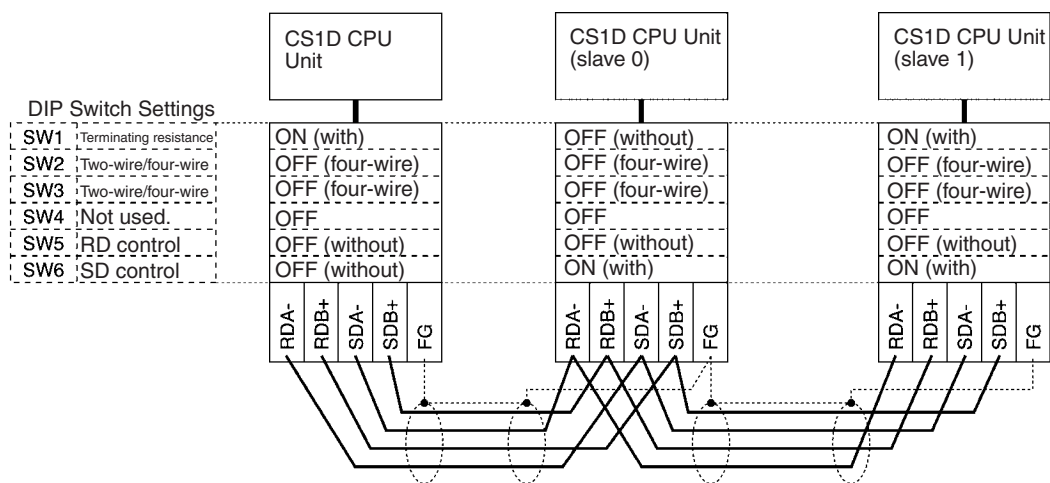 CS1D CPU
Unit
CS1D CPU Unit
(slave 0)
CS1D CPU Unit
(slave 1)
DIP Switch Settings
SW1 Terminating resistance ON (with) OFF (without) ON (with)
SW2 Two-wire/four-wire OFF (four-wire) OFF (four-wire) OFF (four-wire)
SW3 Two-wire/four-wire OFF (four-wire) OFF (four-wire) OFF (four-wire)
SW4 Not used. OFF OFF OFF
SW5 RD control OFF (without) OFF (without) OFF (without)
SW6 SD control OFF (without) ON (with) ON (with)
RDA- RDB+ SDA- SDB+ FG RDA- RDB+ SDA- SDB+ FG RDA- RDB+ SDA- SDB+ FG